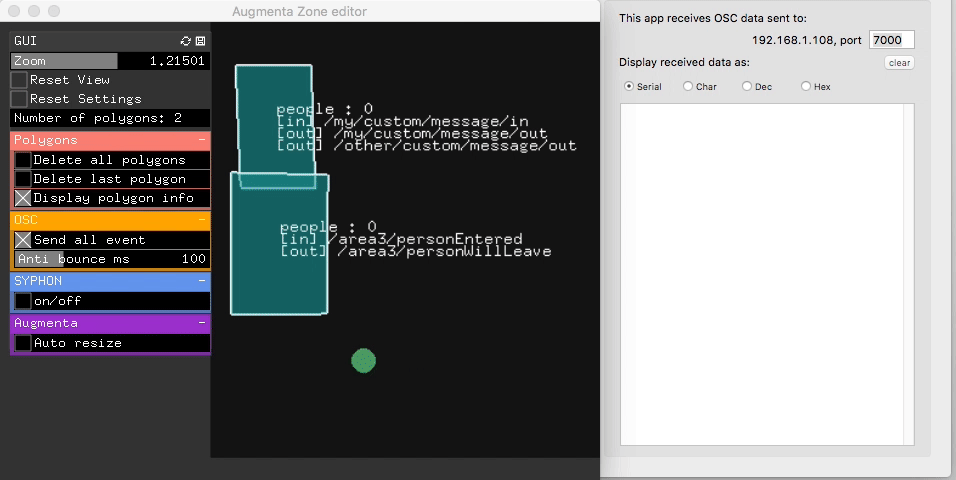 Augmenta Zone editor
GUI
Zoom 1.21501
Reset View
Reset Settings
Number of polygons: 2
Polygons -
Delete all polygons
Delete last polygon
Display polygon info
OSC -
Send all event
Anti bounce ms 100
SYPHON -
on/off
Augmenta -
Auto resize
people : 0
[in] /my/custom/message/in
[out] /my/custom/message/out
[out] /other/custom/message/out
people : 0
[in] /area3/personEntered
[out] /area3/personWillLeave
This app receives OSC data sent to:
192.168.1.108, port 7000
Display received data as: clear
Serial Char Dec Hex